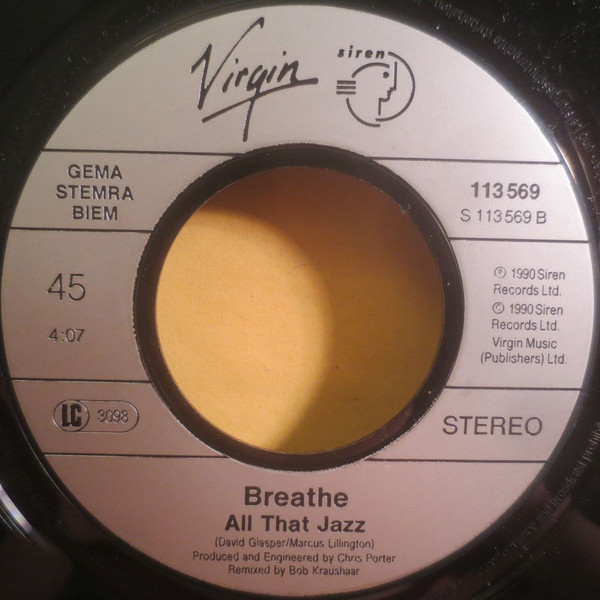 Virgin
siren
GEMA
STEMRA
BIEM
113 569
S 113 569 B
45
4:07
℗ 1990 Siren
Records Ltd.
© 1990 Siren
Records Ltd.
Virgin Music
(Publishers) Ltd.
LC 3098
STEREO
Breathe
All That Jazz
(David Glasper/Marcus Lillington)
Produced and Engineered by Chris Porter
Remixed by Bob Kraushaar